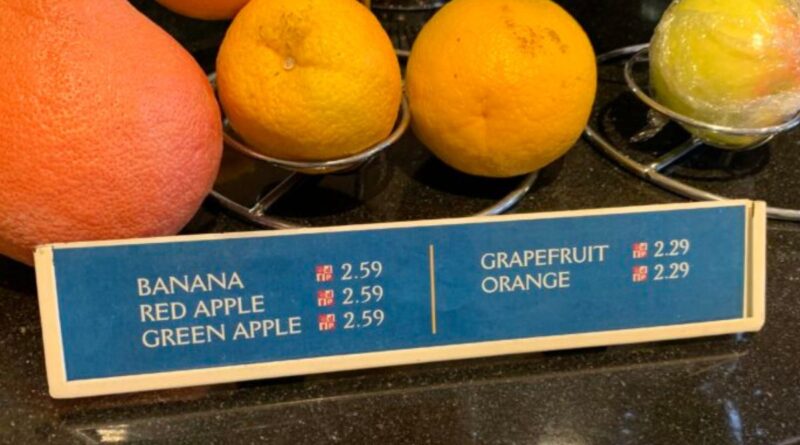 BANANA 2.59
RED APPLE 2.59
GREEN APPLE 2.59
GRAPEFRUIT 2.29
ORANGE 2.29